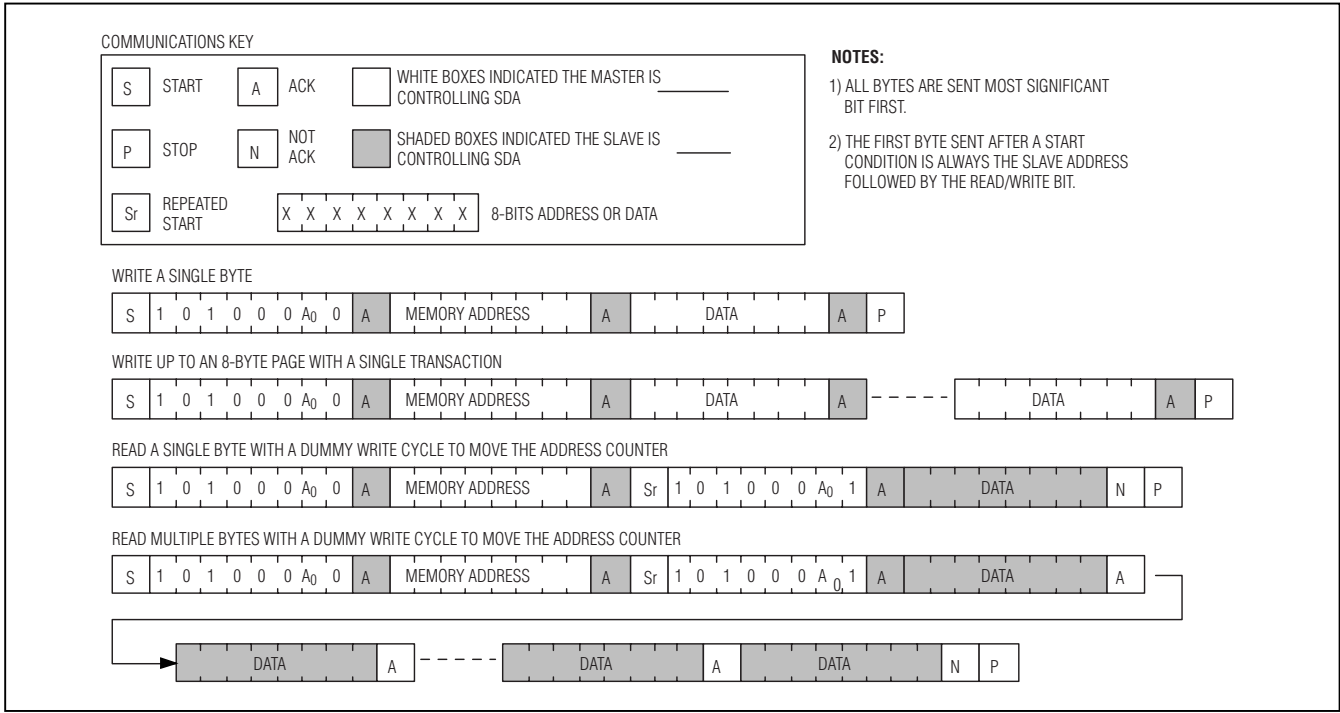 COMMUNICATIONS KEY
S START A ACK WHITE BOXES INDICATED THE MASTER IS
CONTROLLING SDA
P STOP N NOT
ACK SHADED BOXES INDICATED THE SLAVE IS
CONTROLLING SDA
Sr REPEATED
START X X X X X X X X 8-BITS ADDRESS OR DATA
NOTES:
1) ALL BYTES ARE SENT MOST SIGNIFICANT
BIT FIRST.
2) THE FIRST BYTE SENT AFTER A START
CONDITION IS ALWAYS THE SLAVE ADDRESS
FOLLOWED BY THE READ/WRITE BIT.
WRITE A SINGLE BYTE
S 1 0 1 0 0 0 A0 0 A MEMORY ADDRESS A DATA A P
WRITE UP TO AN 8-BYTE PAGE WITH A SINGLE TRANSACTION
S 1 0 1 0 0 0 A0 0 A MEMORY ADDRESS A DATA A DATA A P
READ A SINGLE BYTE WITH A DUMMY WRITE CYCLE TO MOVE THE ADDRESS COUNTER
S 1 0 1 0 0 0 A0 0 A MEMORY ADDRESS A Sr 1 0 1 0 0 0 A0 1 A DATA N P
READ MULTIPLE BYTES WITH A DUMMY WRITE CYCLE TO MOVE THE ADDRESS COUNTER
S 1 0 1 0 0 0 A0 0 A MEMORY ADDRESS A Sr 1 0 1 0 0 0 A0 1 A DATA A
DATA A DATA A DATA N P